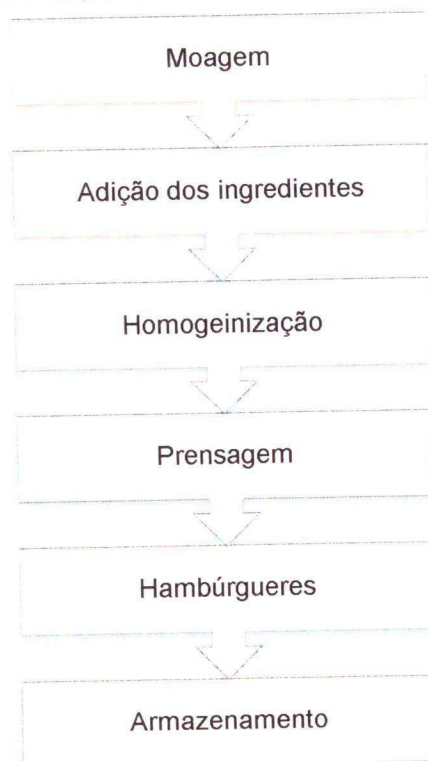 Moagem
Adição dos ingredientes
Homogeinização
Prensagem
Hambúrgueres
Armazenamento